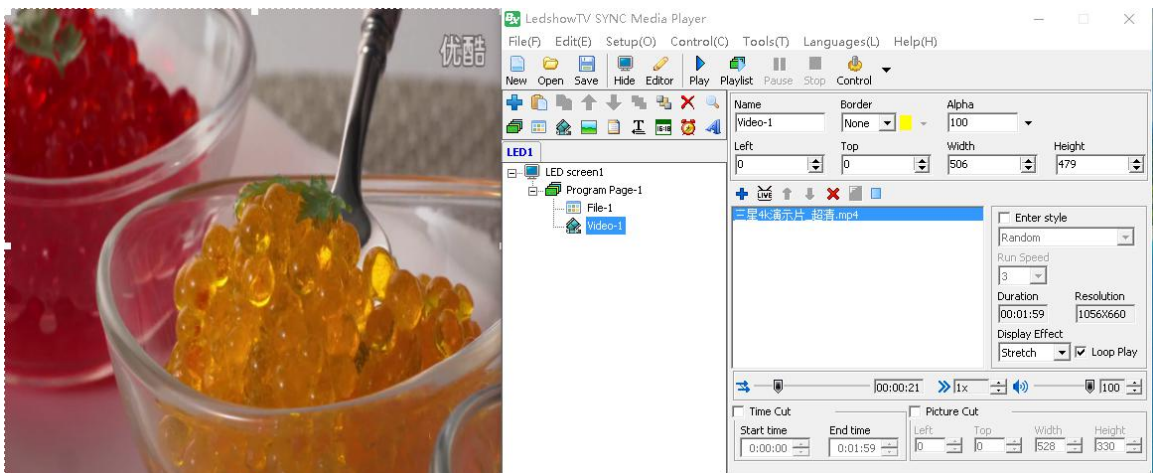 优酷
LedshowTV SYNC Media Player
File(F) Edit(E) Setup(O) Control(C) Tools(T) Languages(L) Help(H)
New Open Save Hide Editor Play Playlist Pause Stop Control
Name Border Alpha
Video-1 None 100
Left Top Width Height
0 0 506 479
LED1
LED screen1
Program Page-1
File-1
Video-1
LIVE
三星4k演示片_超清.mp4
Enter style
Random
Run Speed
3
Duration Resolution
00:01:59 1056X660
Display Effect
Stretch Loop Play
00:00:21 1x 100
Time Cut Picture Cut
Start time End time Left Top Width Height
0:00:00 0:01:59 0 0 528 330